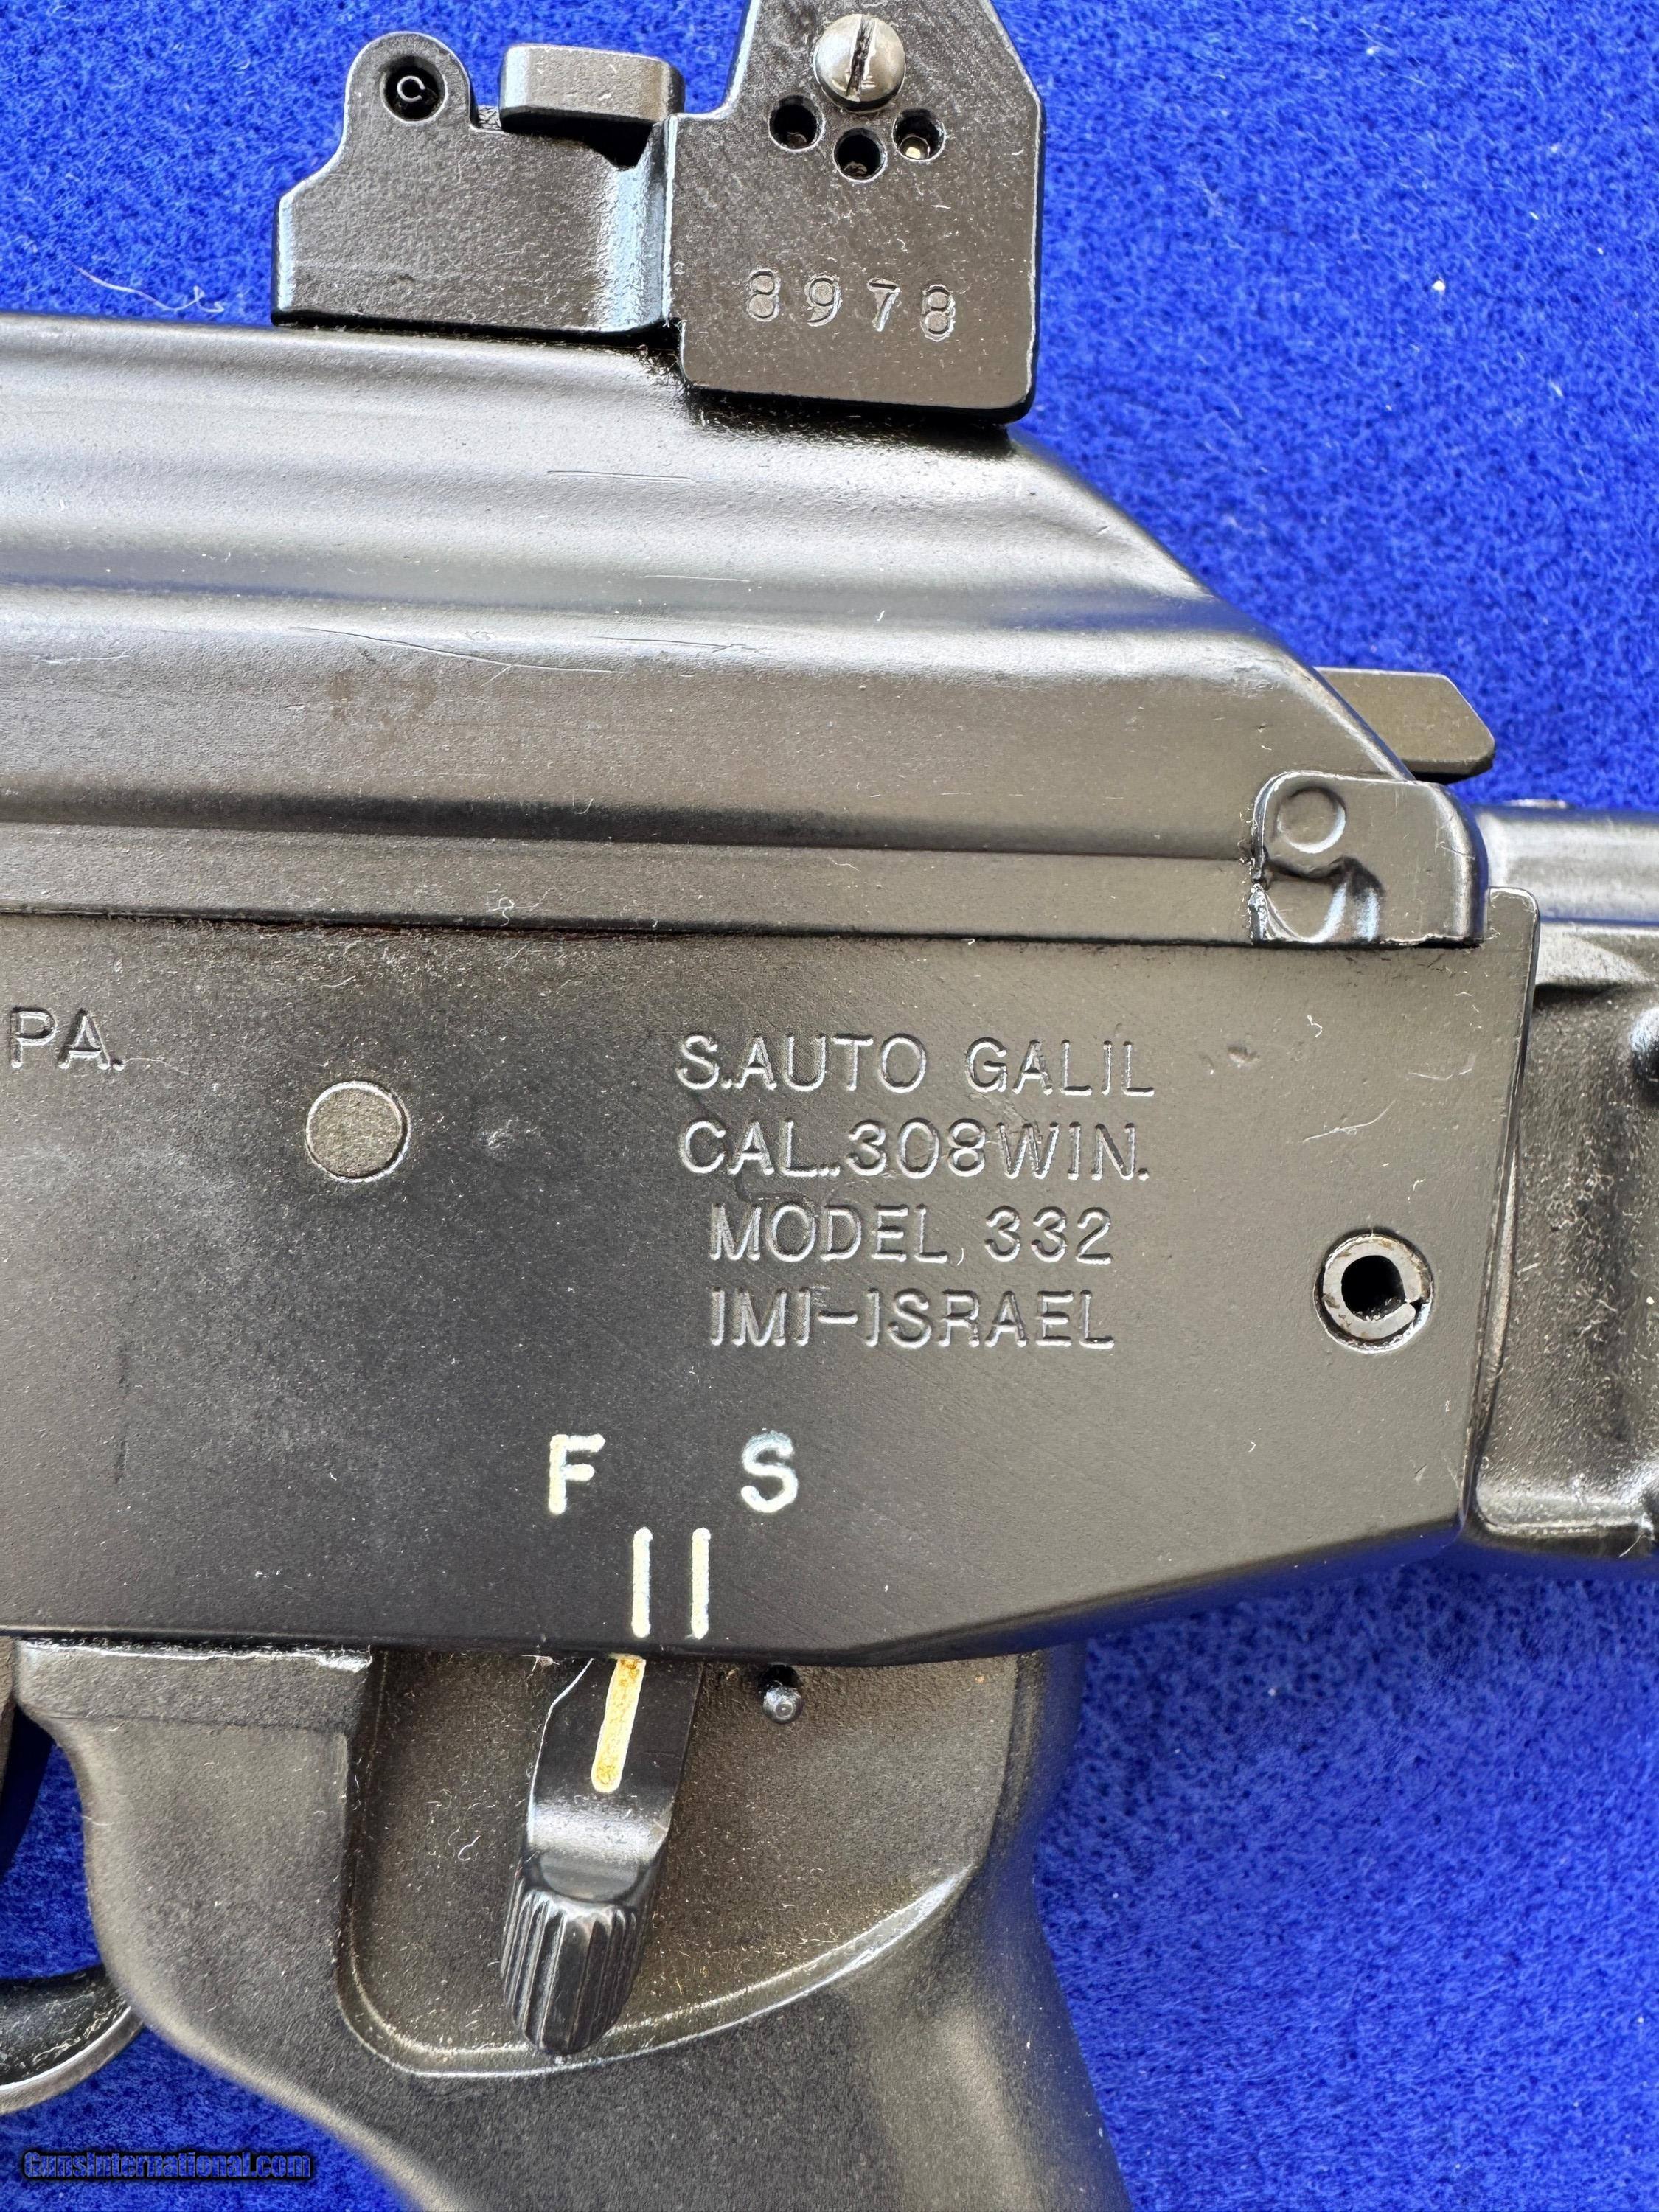 8978
PA.
S.AUTO GALIL
CAL..308WIN.
MODEL, 332
IMI-ISRAEL
F S
GunsInternational.com